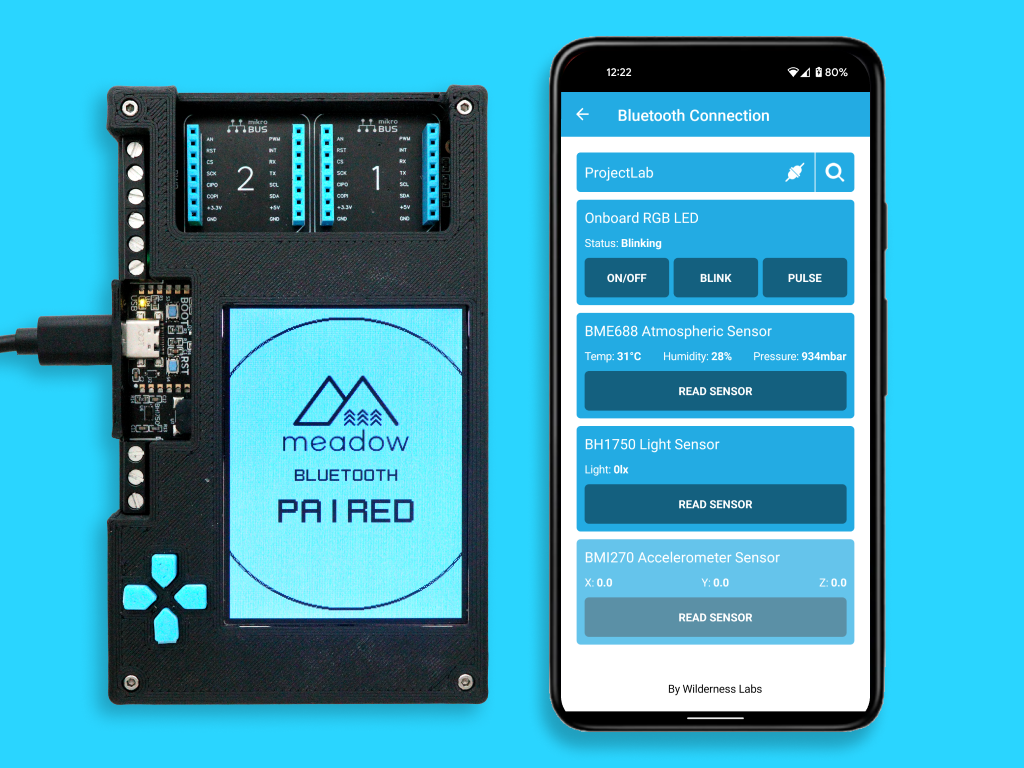 mikro
BUS
AN
RST
CS
SCK
CIPO
COPI
+3.3V
GND
2
PWM
INT
RX
TX
SCL
SDA
+5V
GND
mikro
BUS
AN
RST
CS
SCK
CIPO
COPI
+3.3V
GND
1
PWM
INT
RX
TX
SCL
SDA
+5V
GND
USB
BOOT
RST
BH1750
meadow
BLUETOOTH
PAIRED
12:22
80%
Bluetooth Connection
ProjectLab
Onboard RGB LED
Status: Blinking
ON/OFF BLINK PULSE
BME688 Atmospheric Sensor
Temp: 31°C Humidity: 28% Pressure: 934mbar
READ SENSOR
BH1750 Light Sensor
Light: 0lx
READ SENSOR
BMI270 Accelerometer Sensor
X: 0.0 Y: 0.0 Z: 0.0
READ SENSOR
By Wilderness Labs